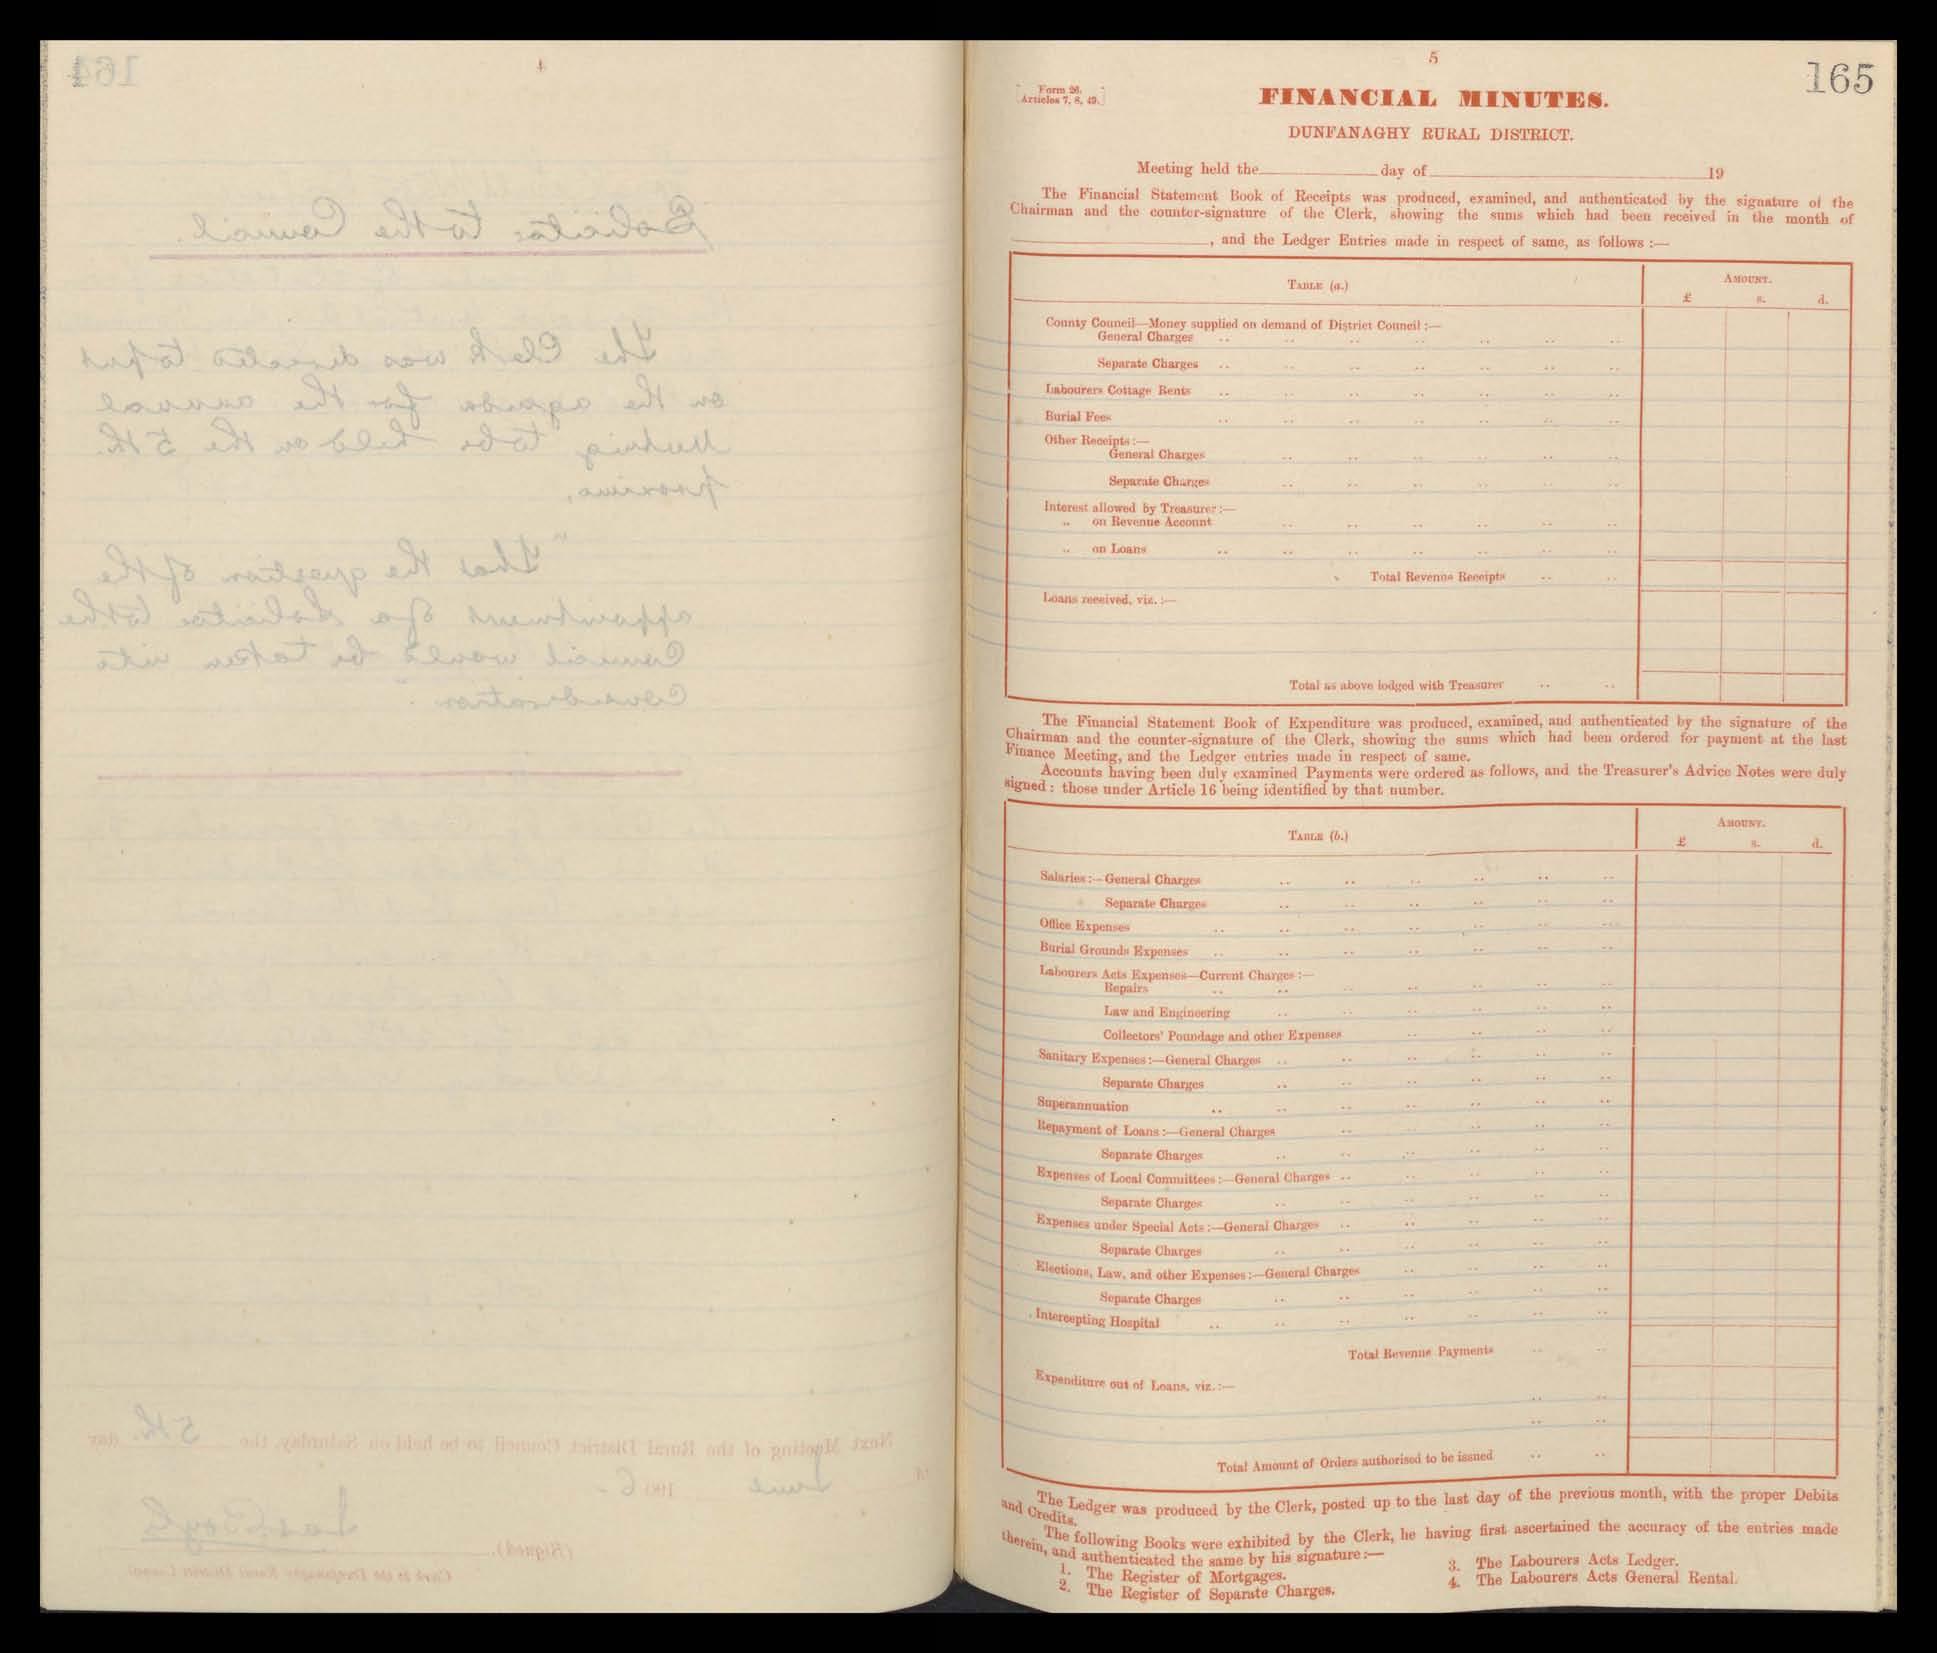 164
4
Solicitor to the Council.
The Clerk was directed to put
on the agenda for the annual
Meeting to be held on the 5th.
proximo,
"That the question of the
appointment of a Solicitor to the
Council would be taken into
Consideration".
Next Meeting of the Rural District Council to be held on Saturday, the 5th. day
of June 190 6.
(Signed)
Clerk to the Dunfanaghy Rural District Council.
5
165
Form 26.
Articles 7, 8, 49.
FINANCIAL MINUTES.
DUNFANAGHY RURAL DISTRICT.
Meeting held the day of 19
The Financial Statement Book of Receipts was produced, examined, and authenticated by the signature of the
Chairman and the counter-signature of the Clerk, showing the sums which had been received in the month of
, and the Ledger Entries made in respect of same, as follows :—
TABLE (a.)
AMOUNT.
£ s. d.
County Council—Money supplied on demand of District Council :—
General Charges
Separate Charges
Labourers Cottage Rents
Burial Fees
Other Receipts :—
General Charges
Separate Charges
Interest allowed by Treasurer :—
„ on Revenue Account
„ on Loans
Total Revenue Receipts
Loans received, viz. :—
Total as above lodged with Treasurer
The Financial Statement Book of Expenditure was produced, examined, and authenticated by the signature of the
Chairman and the counter-signature of the Clerk, showing the sums which had been ordered for payment at the last
Finance Meeting, and the Ledger entries made in respect of same.
Accounts having been duly examined Payments were ordered as follows, and the Treasurer's Advice Notes were duly
signed : those under Article 16 being identified by that number.
TABLE (b.)
AMOUNT.
£ s. d.
Salaries :—General Charges
Separate Charges
Office Expenses
Burial Grounds Expenses
Labourers Acts Expenses—Current Charges :—
Repairs
Law and Engineering
Collectors' Poundage and other Expenses
Sanitary Expenses :—General Charges
Separate Charges
Superannuation
Repayment of Loans :—General Charges
Separate Charges
Expenses of Local Committees :—General Charges
Separate Charges
Expenses under Special Acts :—General Charges
Separate Charges
Elections, Law, and other Expenses :—General Charges
Separate Charges
Intercepting Hospital
Total Revenue Payments
Expenditure out of Loans, viz. :—
Total Amount of Orders authorised to be issued
The Ledger was produced by the Clerk, posted up to the last day of the previous month, with the proper Debits
and Credits.
The following Books were exhibited by the Clerk, he having first ascertained the accuracy of the entries made
therein, and authenticated the same by his signature :—
1. The Register of Mortgages.
2. The Register of Separate Charges.
3. The Labourers Acts Ledger.
4. The Labourers Acts General Rental.